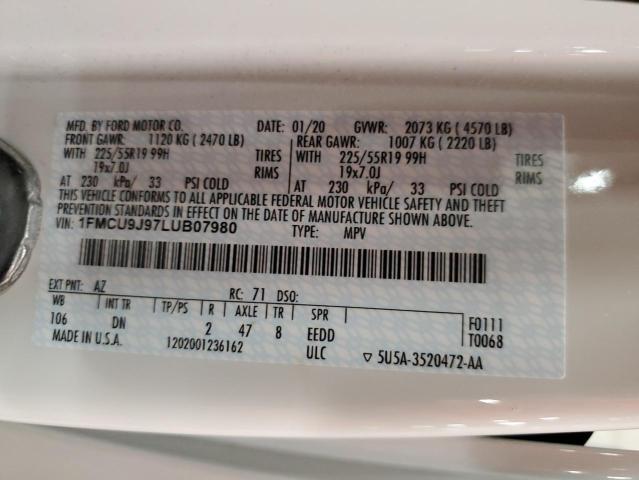 MFD. BY FORD MOTOR CO. DATE: 01/20 GVWR: 2073 KG ( 4570 LB)
FRONT GAWR: 1120 KG ( 2470 LB) REAR GAWR: 1007 KG ( 2220 LB)
WITH 225/55R19 99H TIRES WITH 225/55R19 99H TIRES
19x7.0J RIMS 19x7.0J RIMS
AT 230 kPa/ 33 PSI COLD AT 230 kPa/ 33 PSI COLD
THIS VEHICLE CONFORMS TO ALL APPLICABLE FEDERAL MOTOR VEHICLE SAFETY AND THEFT
PREVENTION STANDARDS IN EFFECT ON THE DATE OF MANUFACTURE SHOWN ABOVE.
VIN: 1FMCU9J97LUB07980 TYPE: MPV
EXT PNT: AZ RC: 71 DSO:
WB INT TR TP/PS R AXLE TR SPR
106 DN 2 47 8 EEDD F0111
MADE IN U.S.A. 1202001236162 ULC ▽ 5U5A-3520472-AA T0068